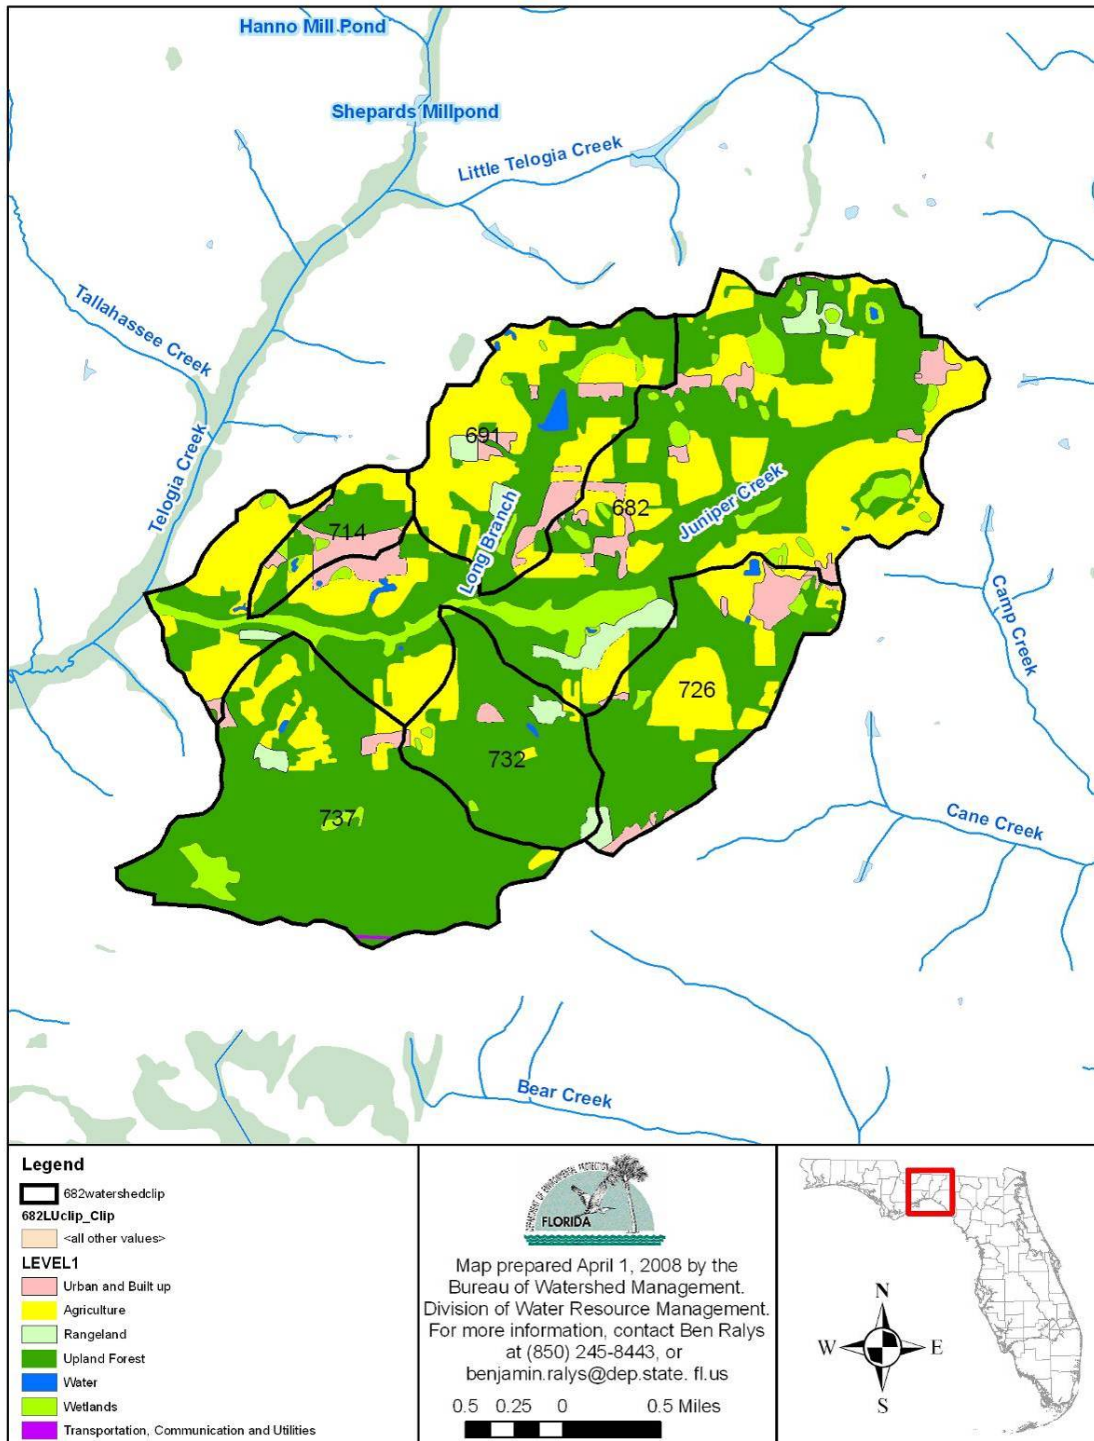 Hanno Mill Pond
Shepards Millpond
Little Telogia Creek
Tallahassee Creek
Telogia Creek
691
682
Juniper Creek
714
Long Branch
Camp Creek
726
732
737
Cane Creek
Bear Creek
Legend
682watershedclip
682LUclip_Clip
<all other values>
LEVEL1
Urban and Built up
Agriculture
Rangeland
Upland Forest
Water
Wetlands
Transportation, Communication and Utilities
DEPARTMENT OF ENVIRONMENTAL PROTECTION
FLORIDA
Map prepared April 1, 2008 by the
Bureau of Watershed Management.
Division of Water Resource Management.
For more information, contact Ben Ralys
at (850) 245-8443, or
benjamin.ralys@dep.state. fl.us
0.5 0.25 0 0.5 Miles
N
W E
S